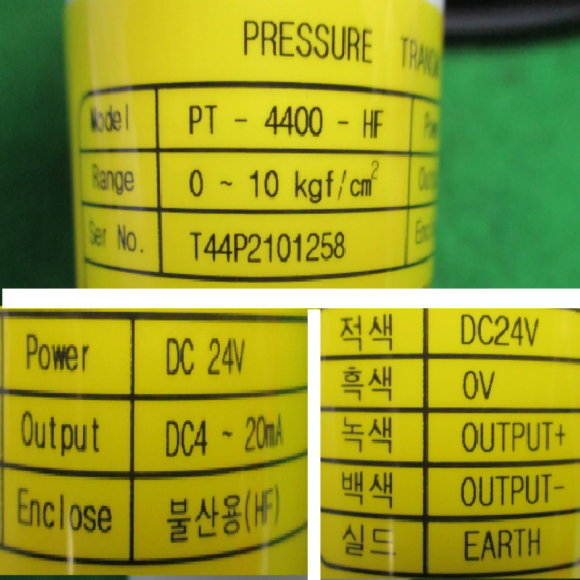 PRESSURE
Model PT - 4400 - HF
Range 0 ~ 10 kgf/cm²
Ser No. T44P2101258
Power DC 24V
Output DC4 ~ 20mA
Enclose 불산용(HF)
적색 DC24V
흑색 0V
녹색 OUTPUT+
백색 OUTPUT-
실드 EARTH